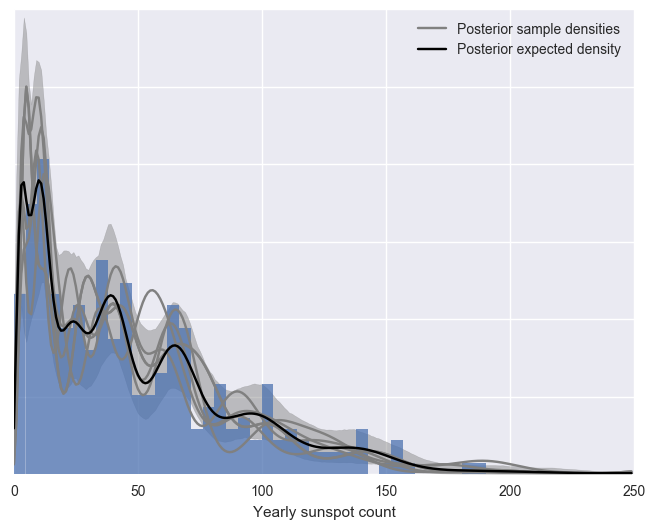 Posterior sample densities
Posterior expected density
0 50 100 150 200 250
Yearly sunspot count